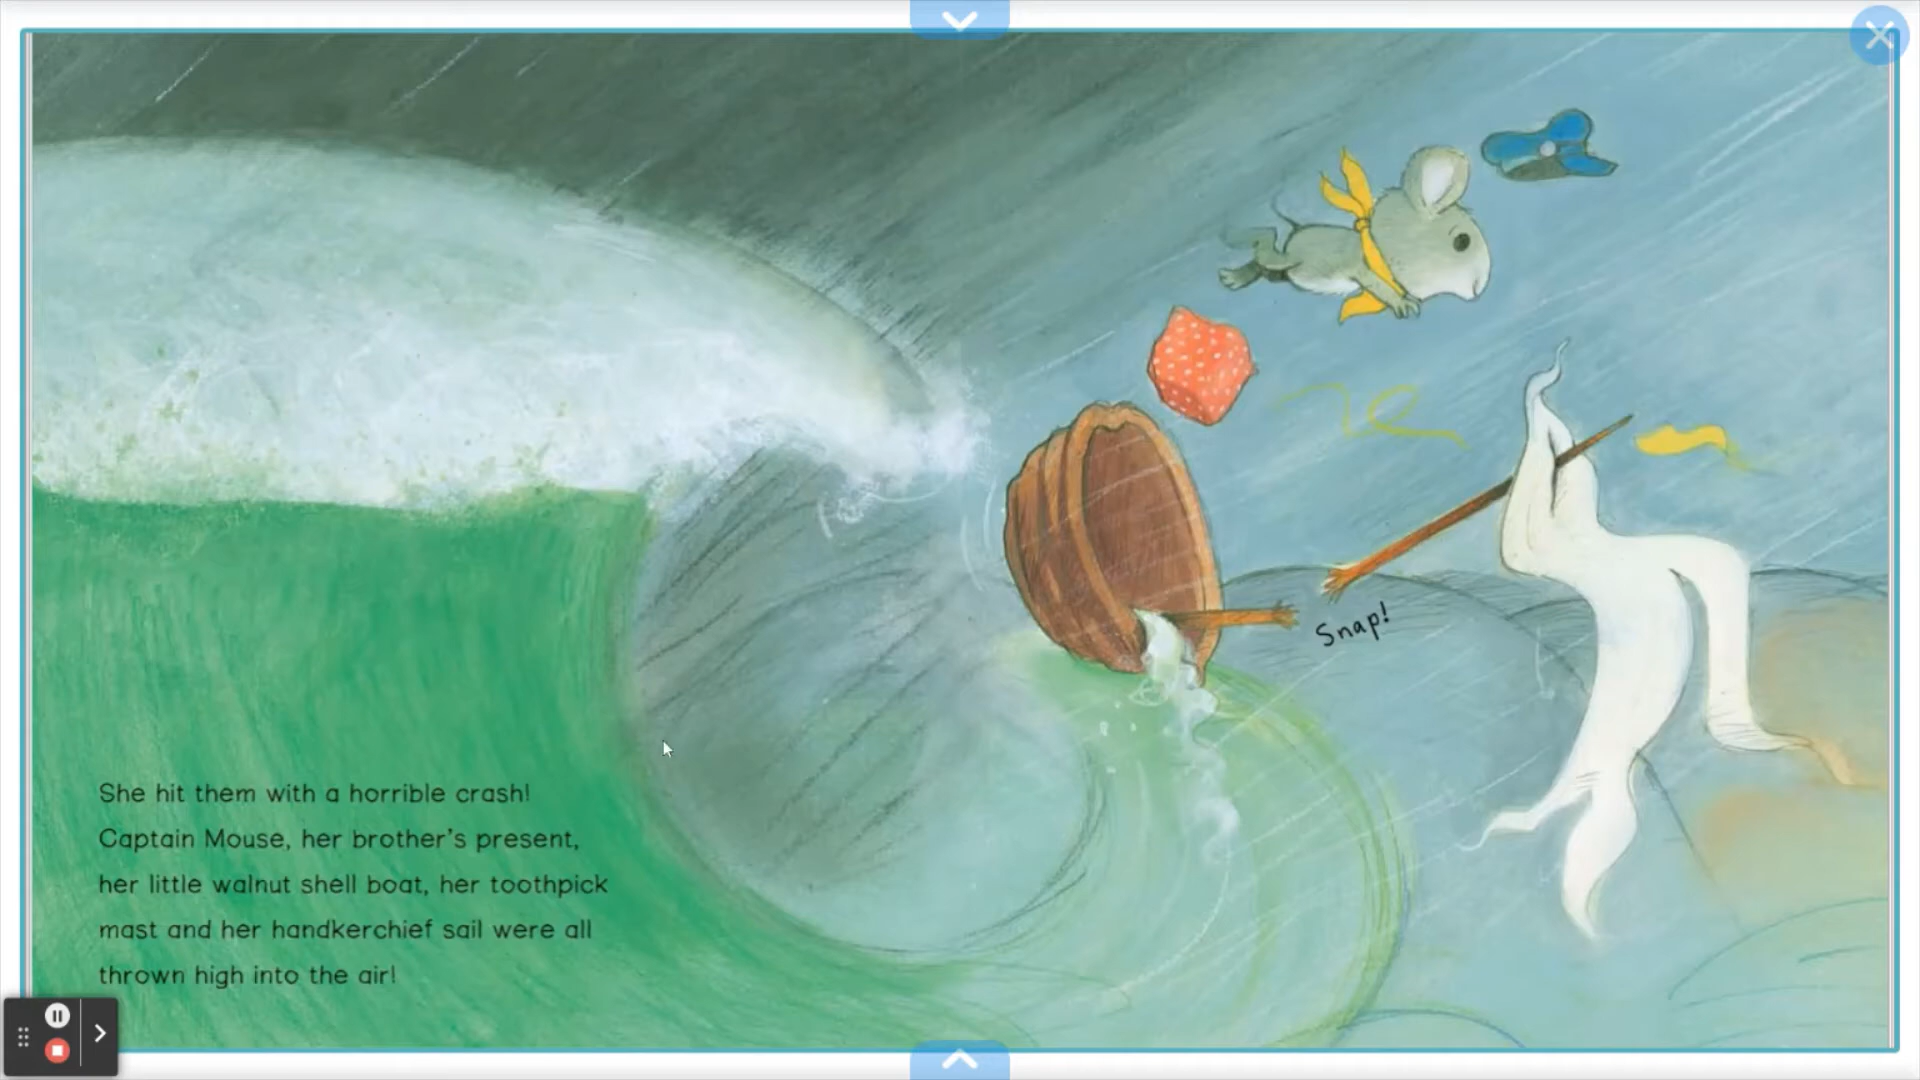 She hit them with a horrible crash!
Captain Mouse, her brother's present,
her little walnut shell boat, her toothpick
mast and her handkerchief sail were all
thrown high into the air!
Snap!